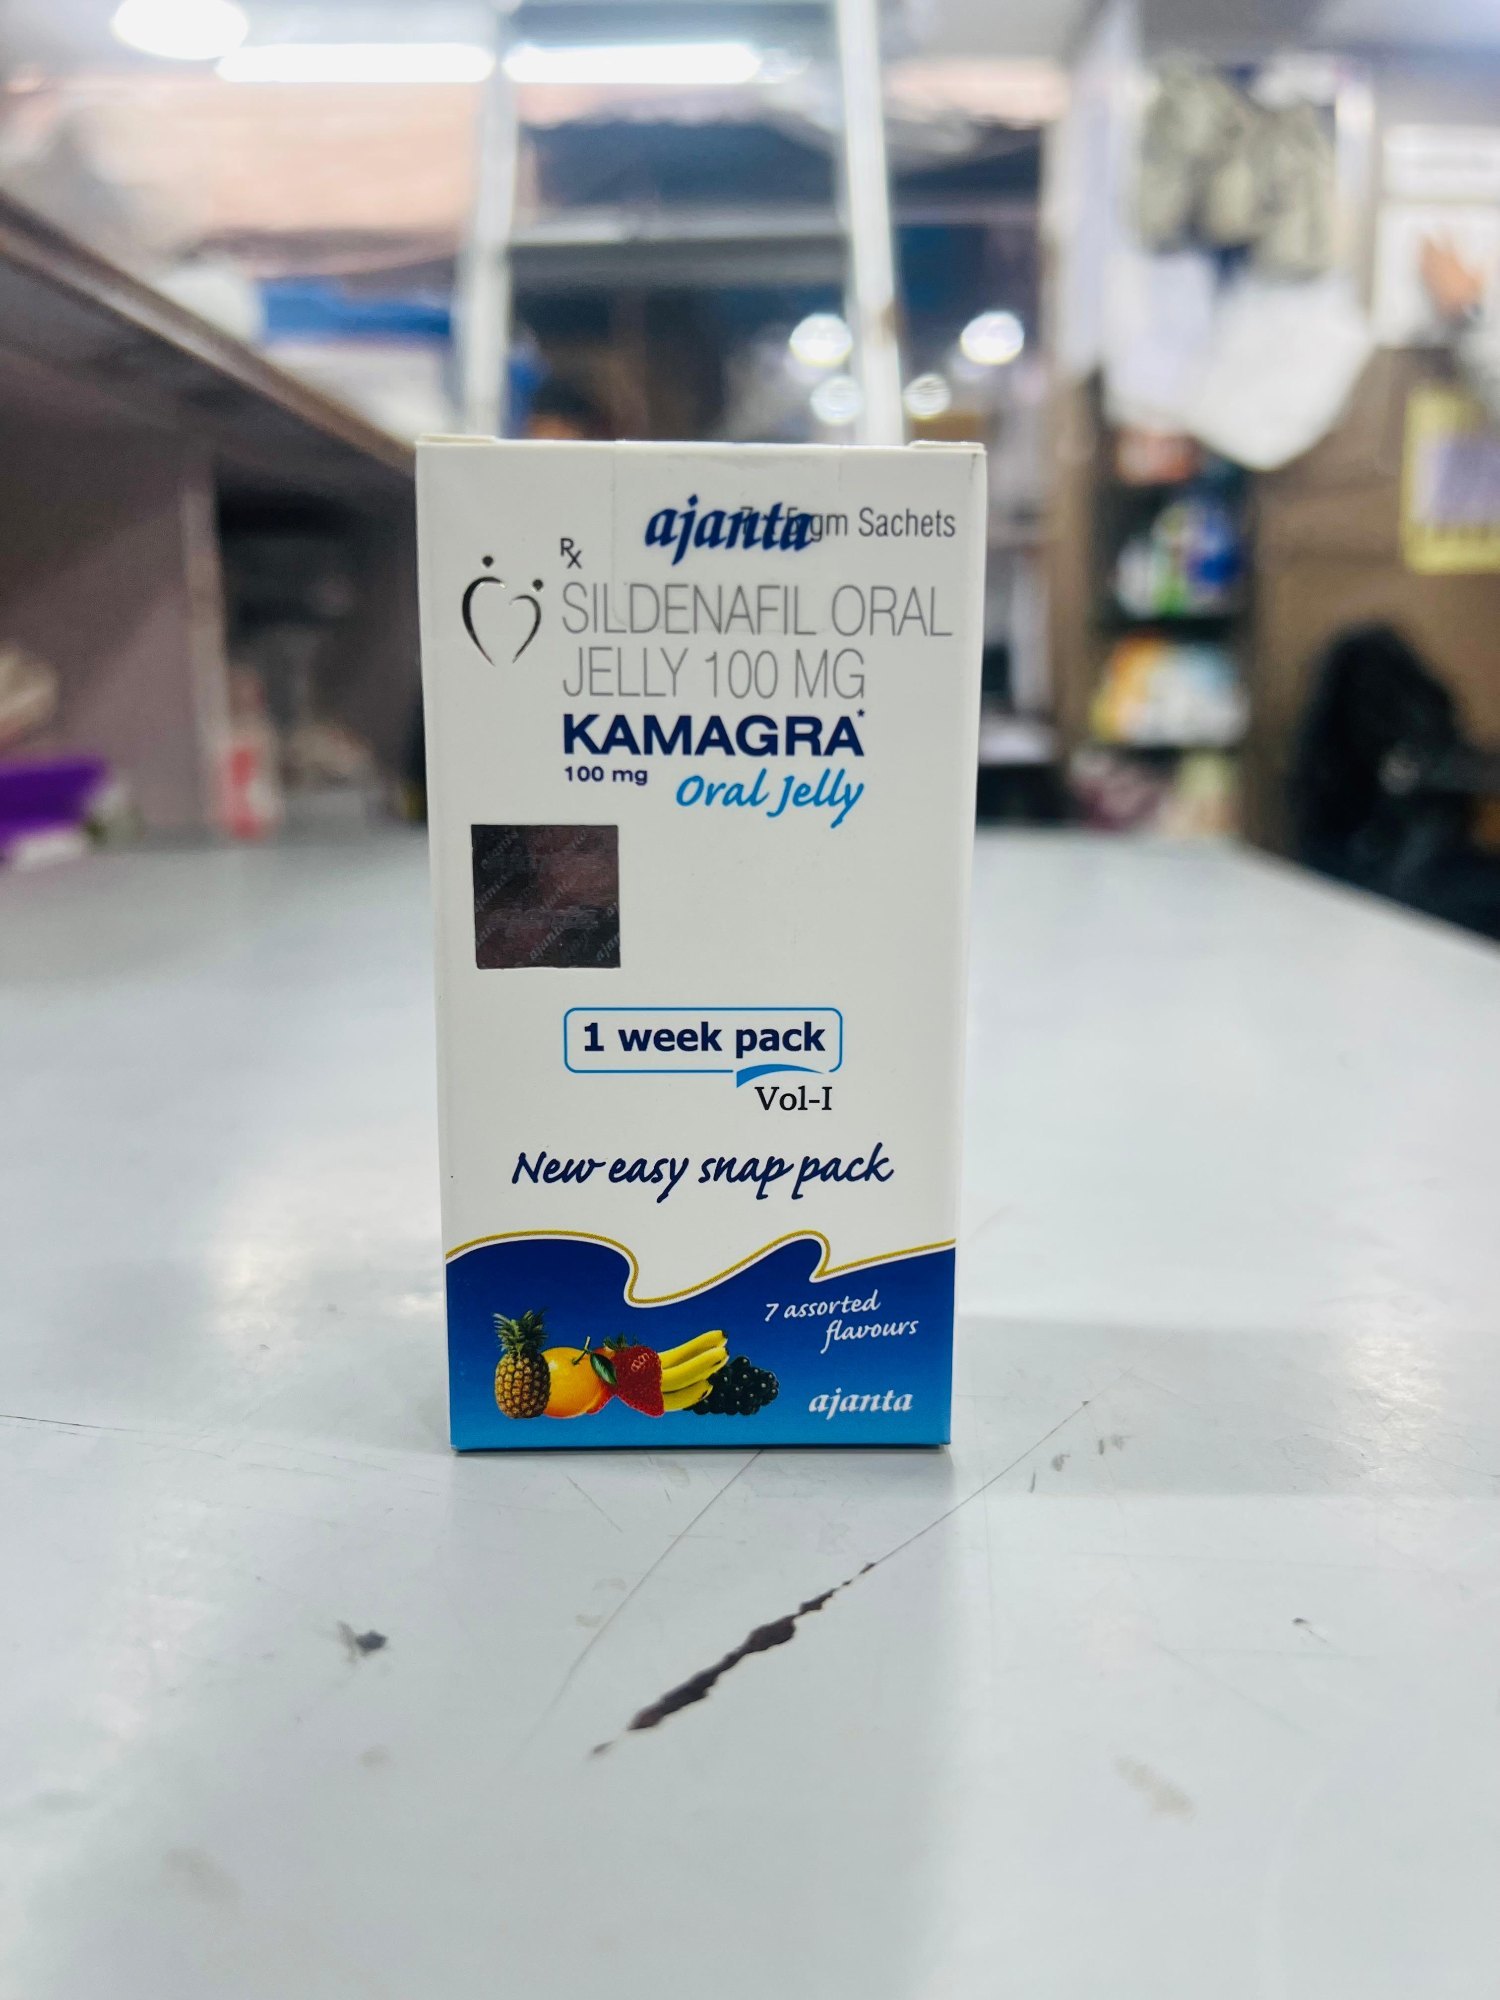 ajanta gm Sachets
Rx
SILDENAFIL ORAL
JELLY 100 MG
KAMAGRA*
100 mg Oral Jelly
1 week pack
Vol-I
New easy snap pack
7 assorted
flavours
ajanta